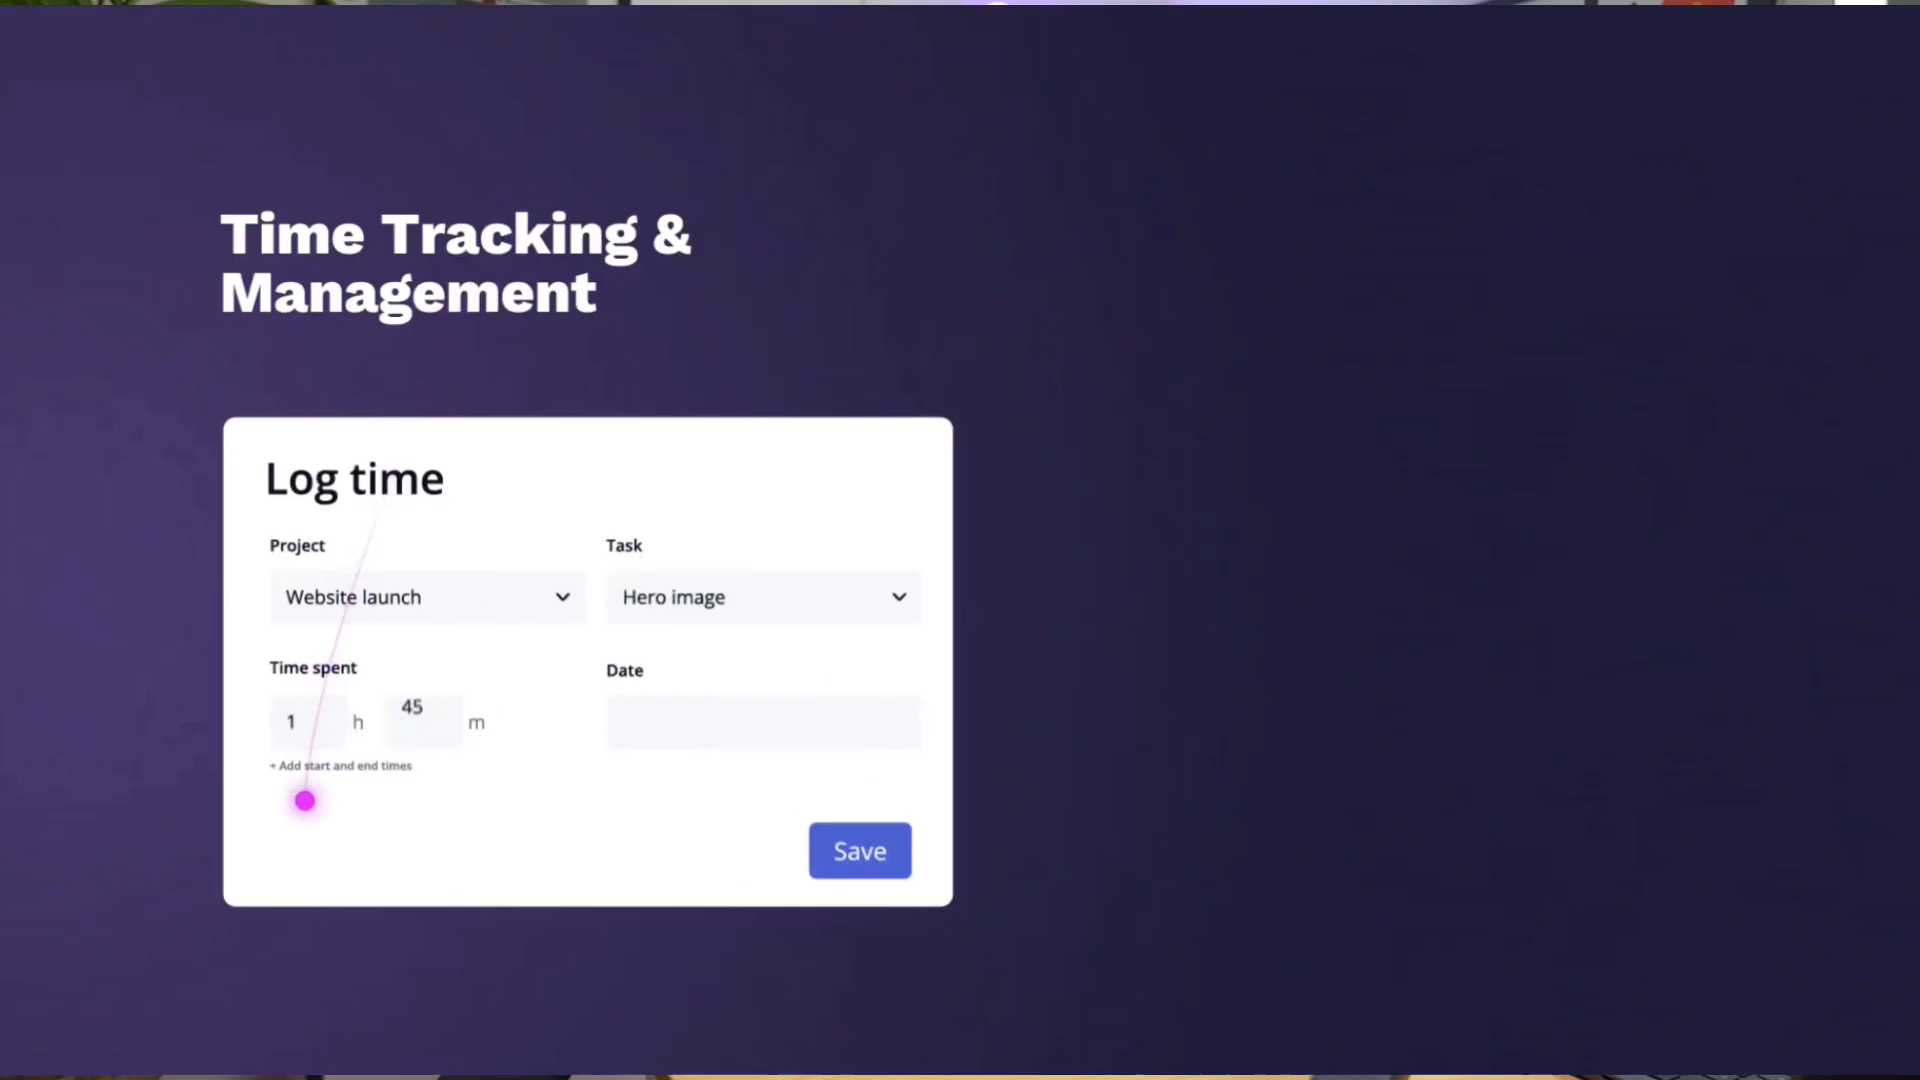 Time Tracking &
Management
Log time
Project
Task
Website launch
Hero image
Time spent
Date
1 h 45 m
+ Add start and end times
Save